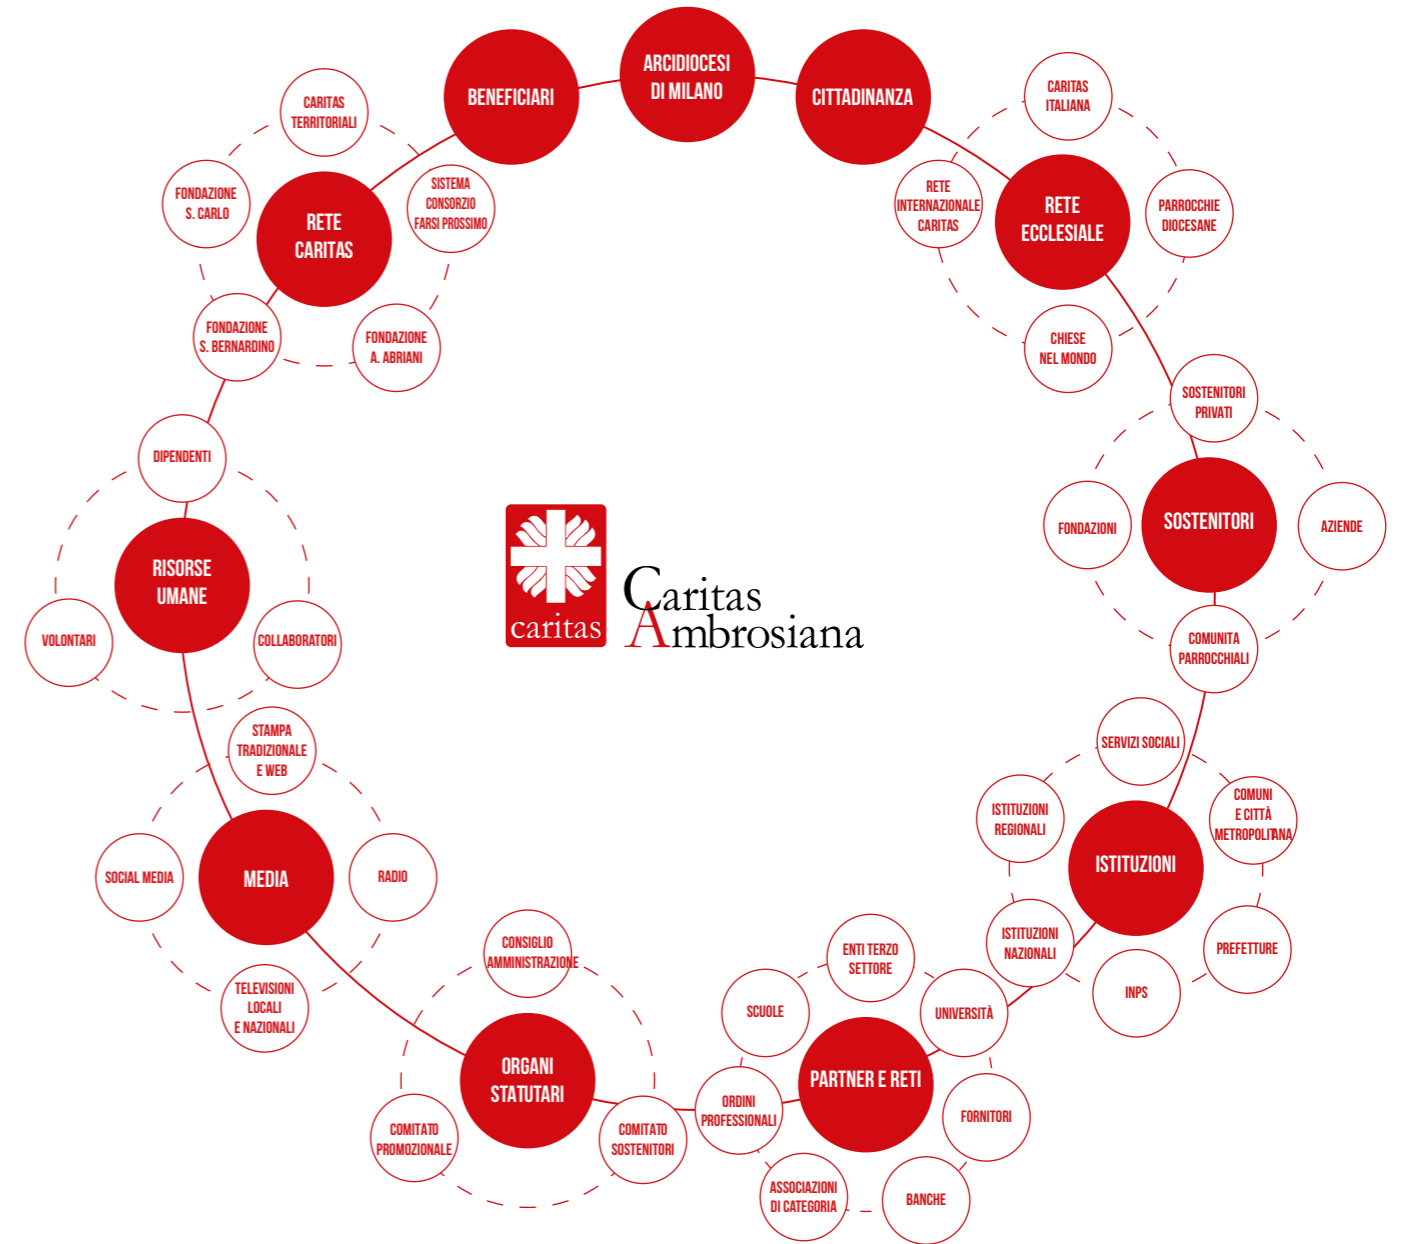 BENEFICIARI
ARCIDIOCESI
DI MILANO
CITTADINANZA
CARITAS
ITALIANA
RETE
INTERNAZIONALE
CARITAS
RETE
ECCLESIALE
PARROCCHIE
DIOCESANE
CHIESE
NEL MONDO
SOSTENITORI
PRIVATI
FONDAZIONI
SOSTENITORI
AZIENDE
COMUNITA
PARROCCHIALI
SERVIZI SOCIALI
ISTITUZIONI
REGIONALI
COMUNI
E CITTÀ
METROPOLITANA
ISTITUZIONI
ISTITUZIONI
NAZIONALI
PREFETTURE
INPS
ENTI TERZO
SETTORE
SCUOLE
UNIVERSITÀ
PARTNER E RETI
ORDINI
PROFESSIONALI
FORNITORI
ASSOCIAZIONI
DI CATEGORIA
BANCHE
CONSIGLIO
AMMINISTRAZIONE
ORGANI
STATUTARI
COMITATO
PROMOZIONALE
COMITATO
SOSTENITORI
STAMPA
TRADIZIONALE
E WEB
SOCIAL MEDIA
MEDIA
RADIO
TELEVISIONI
LOCALI
E NAZIONALI
DIPENDENTI
RISORSE
UMANE
VOLONTARI
COLLABORATORI
CARITAS
TERRITORIALI
FONDAZIONE
S. CARLO
SISTEMA
CONSORZIO
FARSI PROSSIMO
RETE
CARITAS
FONDAZIONE
S. BERNARDINO
FONDAZIONE
A. ABRIANI
caritas
Caritas
Ambrosiana